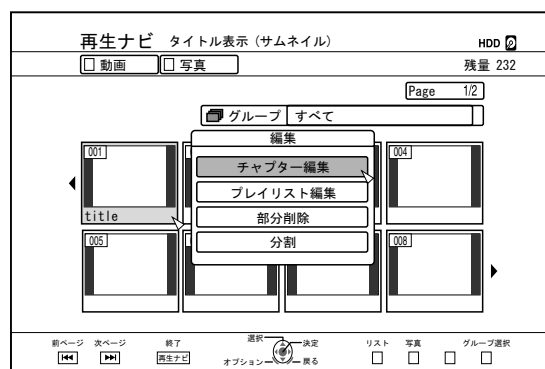 再生ナビ タイトル表示(サムネイル) HDD
動画 写真 残量 232
Page 1/2
グループ すべて
編集
チャプター編集
プレイリスト編集
部分削除
分割
001
004
title
005
008
前ページ 次ページ 終了 選択 決定 リスト 写真 グループ選択
再生ナビ オプション 戻る